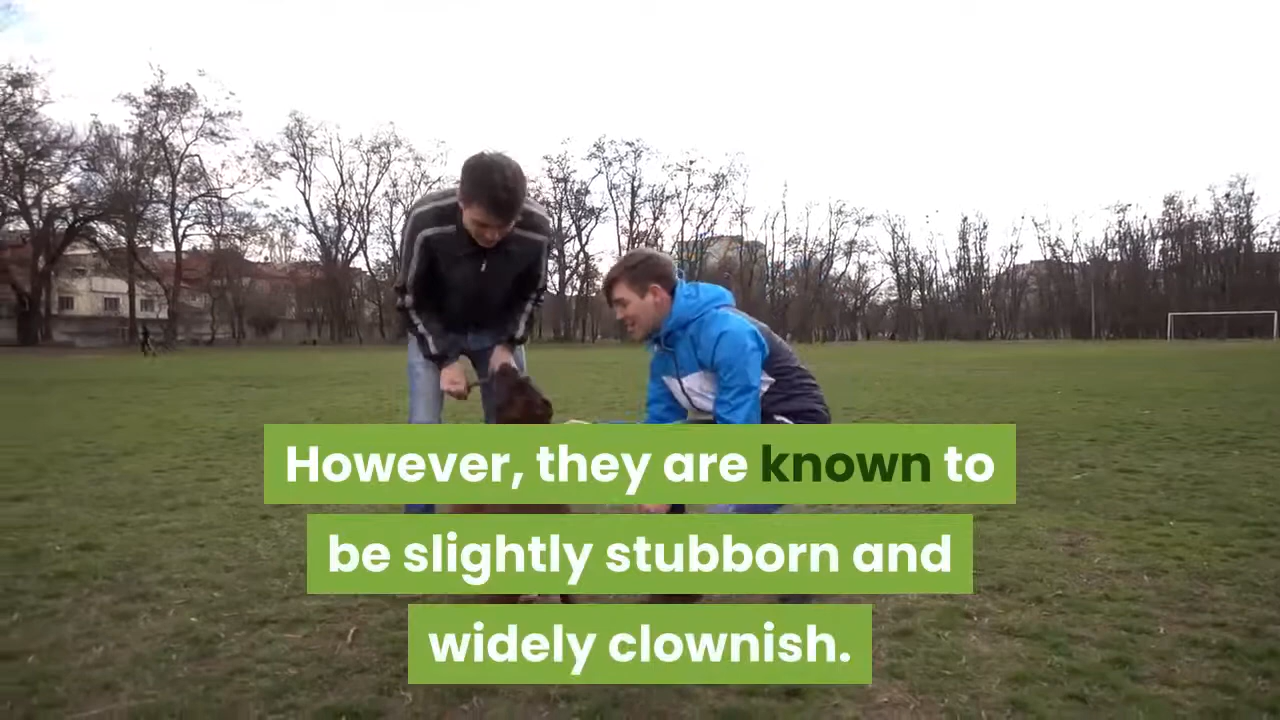 However, they are known to
be slightly stubborn and
widely clownish.